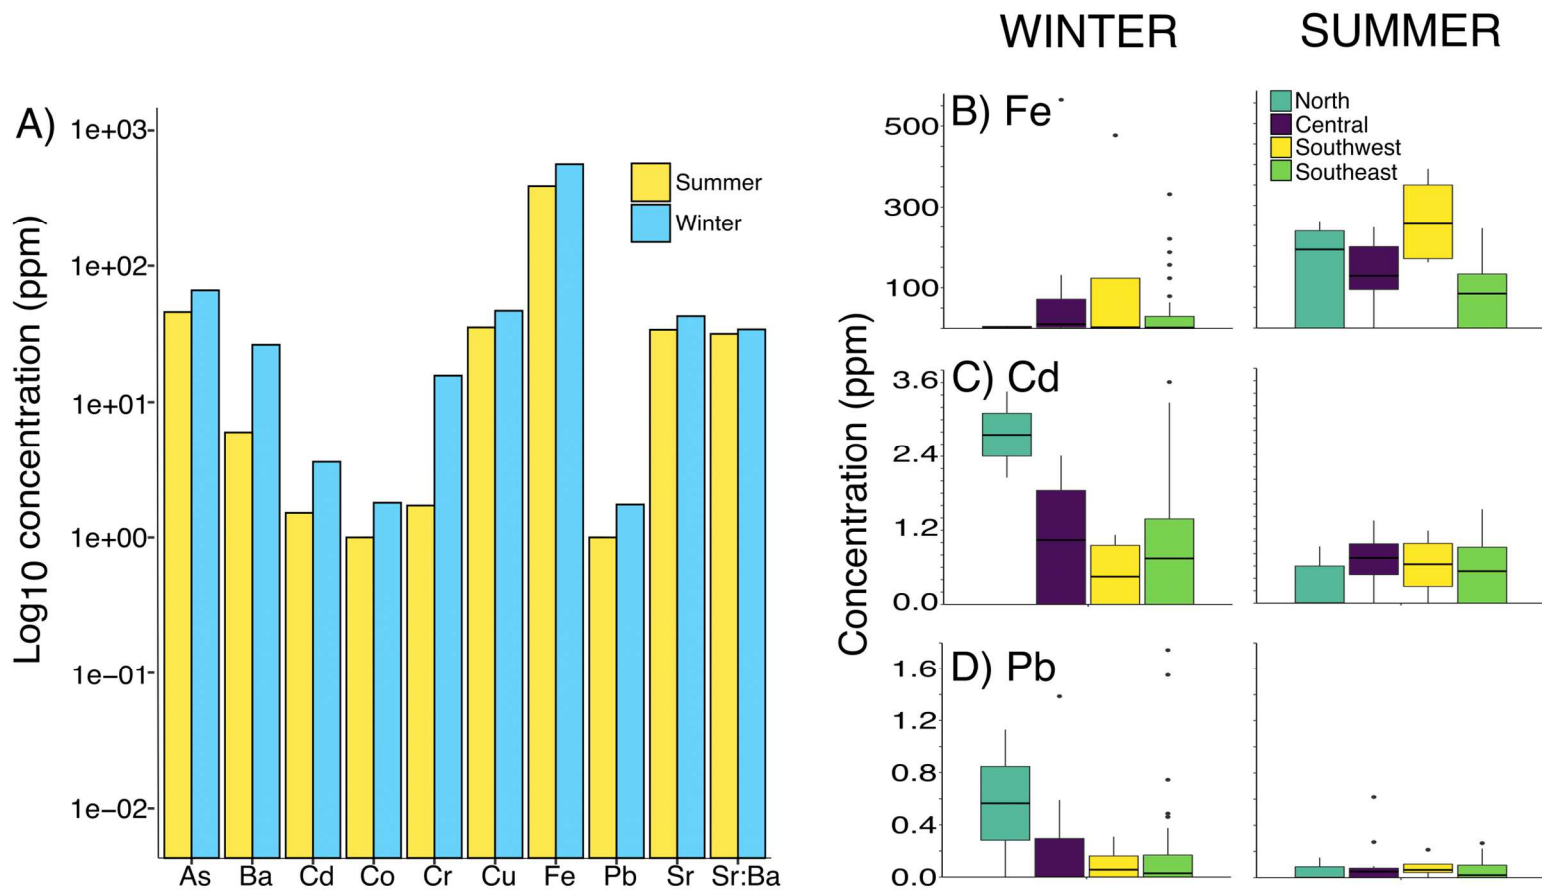 A)
Log10 concentration (ppm)
1e+03
1e+02
1e+01
1e+00
1e−01
1e−02
Summer
Winter
As Ba Cd Co Cr Cu Fe Pb Sr Sr:Ba
WINTER SUMMER
Concentration (ppm)
B) Fe
500
300
100
North
Central
Southwest
Southeast
C) Cd
3.6
2.4
1.2
0.0
D) Pb
1.6
1.2
0.8
0.4
0.0